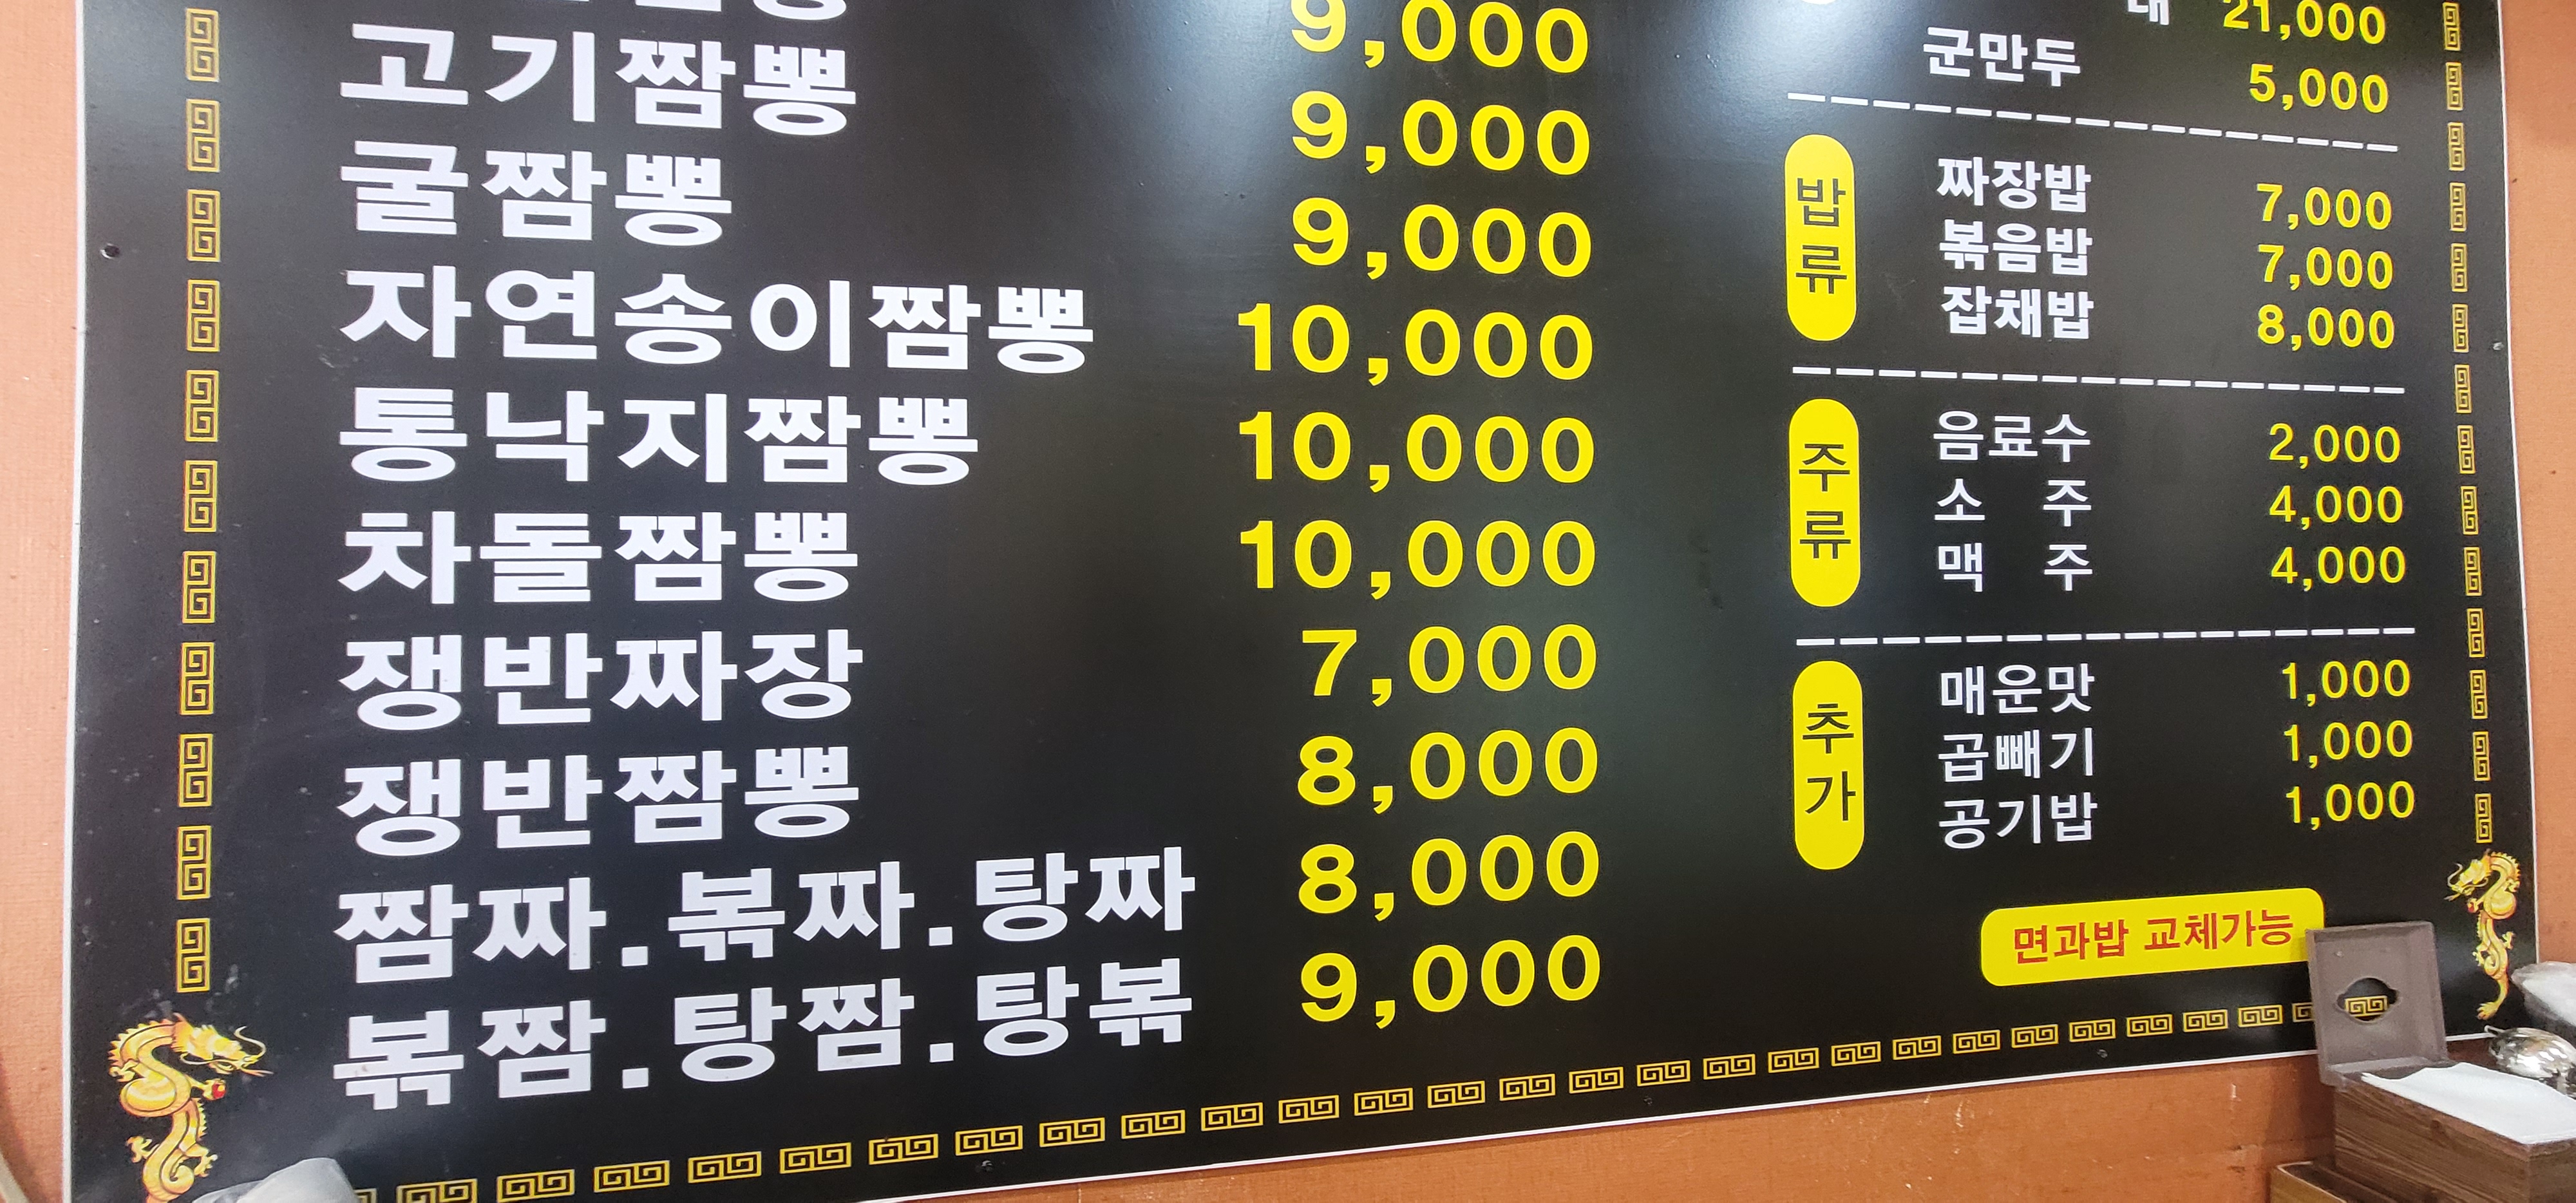 9,000
고기짬뽕 9,000
굴짬뽕 9,000
자연송이짬뽕 10,000
통낙지짬뽕 10,000
차돌짬뽕 10,000
쟁반짜장 7,000
쟁반짬뽕 8,000
짬짜.볶짜.탕짜 8,000
볶짬.탕짬.탕볶 9,000
대 21,000
군만두 5,000
밥류
짜장밥 7,000
볶음밥 7,000
잡채밥 8,000
주류
음료수 2,000
소 주 4,000
맥 주 4,000
추가
매운맛 1,000
곱빼기 1,000
공기밥 1,000
면과밥 교체가능